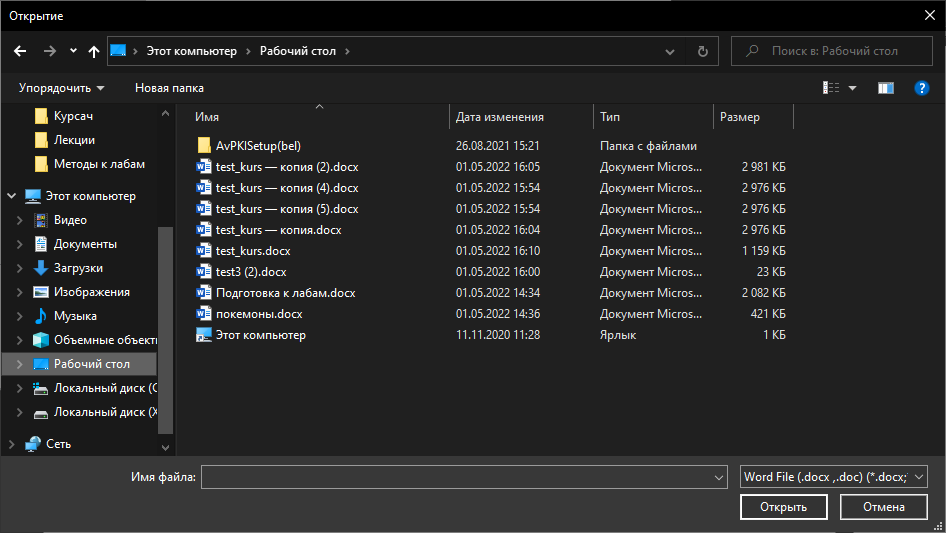 Открытие
Этот компьютер
Рабочий стол
Поиск в: Рабочий стол
Упорядочить
Новая папка
Курсач
Лекции
Методы к лабам
Этот компьютер
Видео
Документы
Загрузки
Изображения
Музыка
Объемные объекты
Рабочий стол
Локальный диск (C
Локальный диск (X
Сеть
Имя Дата изменения Тип Размер
AvPKISetup(bel) 26.08.2021 15:21 Папка с файлами
test_kurs — копия (2).docx 01.05.2022 16:05 Документ Micros... 2 981 КБ
test_kurs — копия (4).docx 01.05.2022 15:54 Документ Micros... 2 976 КБ
test_kurs — копия (5).docx 01.05.2022 15:54 Документ Micros... 2 976 КБ
test_kurs — копия.docx 01.05.2022 16:04 Документ Micros... 2 976 КБ
test_kurs.docx 01.05.2022 16:10 Документ Micros... 1 159 КБ
test3 (2).docx 01.05.2022 16:00 Документ Micros... 23 КБ
Подготовка к лабам.docx 01.05.2022 14:34 Документ Micros... 2 082 КБ
покемоны.docx 01.05.2022 14:36 Документ Micros... 421 КБ
Этот компьютер 11.11.2020 11:28 Ярлык 1 КБ
Имя файла:
Word File (.docx ,.doc) (*.docx;
Открыть
Отмена